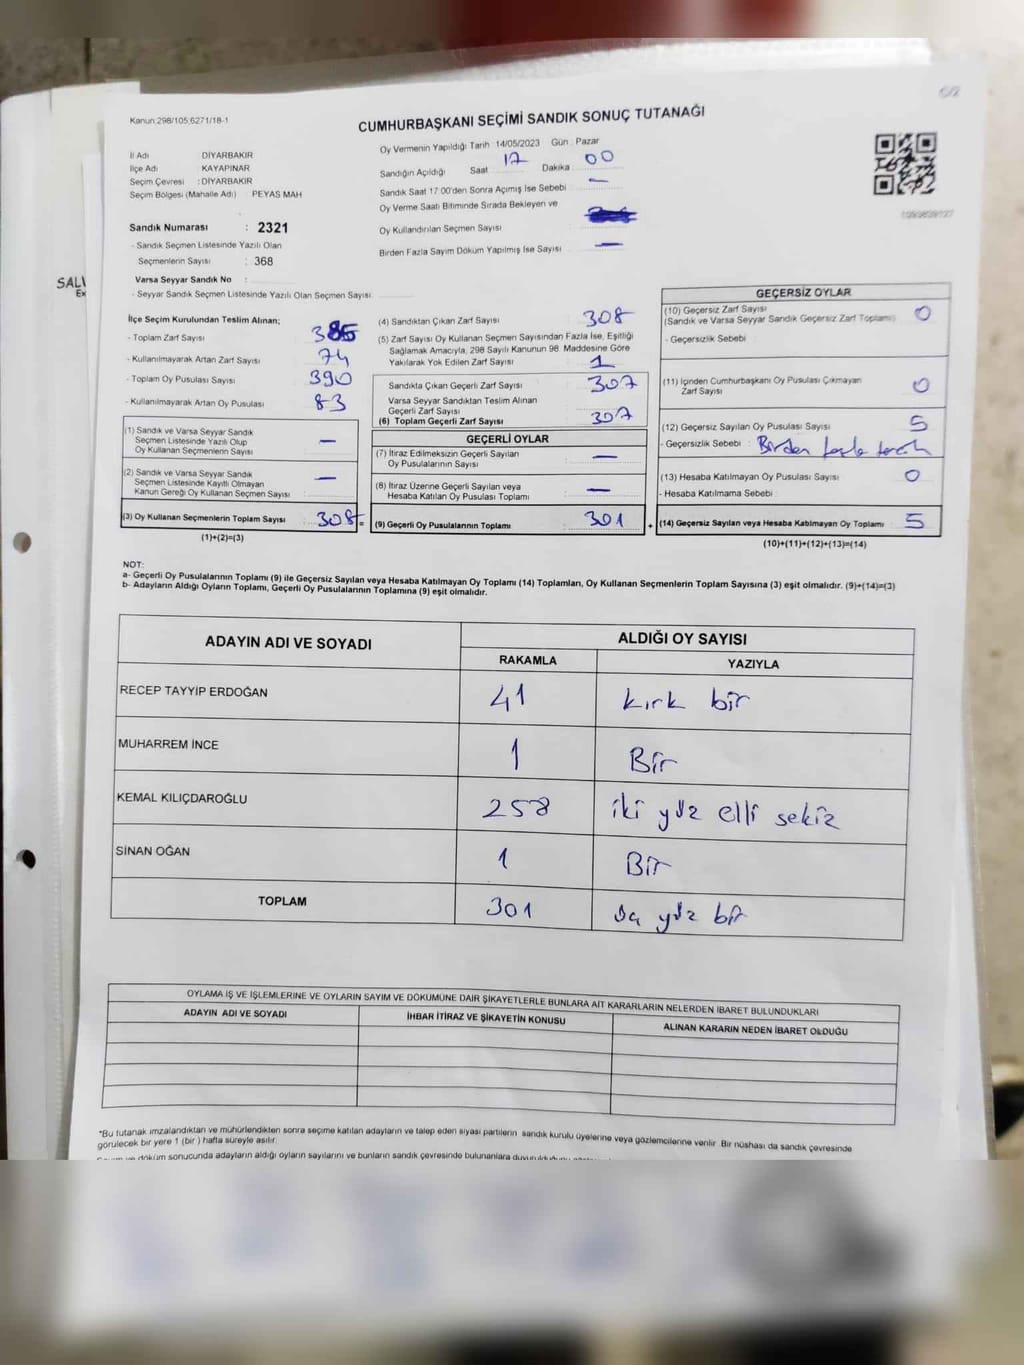 6/2
Kanun:298/105;6271/18-1
CUMHURBAŞKANI SEÇİMİ SANDIK SONUÇ TUTANAĞI
İl Adı DİYARBAKIR
İlçe Adı KAYAPINAR
Seçim Çevresi : DİYARBAKIR
Seçim Bölgesi (Mahalle Adı) : PEYAS MAH
Sandık Numarası : 2321
- Sandık Seçmen Listesinde Yazılı Olan
Seçmenlerin Sayısı : 368
Varsa Seyyar Sandık No :
- Seyyar Sandık Seçmen Listesinde Yazılı Olan Seçmen Sayısı:
Oy Vermenin Yapıldığı Tarih 14/05/2023 Gün : Pazar
Sandığın Açıldığı Saat 17 Dakika : 00
Sandık Saat 17:00'den Sonra Açımış İse Sebebi : —
Oy Verme Saati Bitiminde Sırada Bekleyen ve
Oy Kullandırılan Seçmen Sayısı
Birden Fazla Sayım Döküm Yapılmış İse Sayısı : —
SALI
Ex
İlçe Seçim Kurulundan Teslim Alınan;
- Toplam Zarf Sayısı
- Kullanılmayarak Artan Zarf Sayısı 74
- Toplam Oy Pusulası Sayısı 390
- Kullanılmayarak Artan Oy Pusulası 83
(1) Sandık ve Varsa Seyyar Sandık
Seçmen Listesinde Yazılı Olup
Oy Kullanan Seçmenlerin Sayısı —
(2) Sandık ve Varsa Seyyar Sandık
Seçmen Listesinde Kayıtlı Olmayan
Kanun Gereği Oy Kullanan Seçmen Sayısı —
(3) Oy Kullanan Seçmenlerin Toplam Sayısı 308 =
(1)+(2)=(3)
(4) Sandıktan Çıkan Zarf Sayısı 308
(5) Zarf Sayısı Oy Kullanan Seçmen Sayısından Fazla İse, Eşitliği
Sağlamak Amacıyla, 298 Sayılı Kanunun 98. Maddesine Göre
Yakılarak Yok Edilen Zarf Sayısı 1
Sandıkta Çıkan Geçerli Zarf Sayısı 307
Varsa Seyyar Sandıktan Teslim Alınan
Geçerli Zarf Sayısı
(6) Toplam Geçerli Zarf Sayısı 307
GEÇERLİ OYLAR
(7) İtiraz Edilmeksizin Geçerli Sayılan
Oy Pusulalarının Sayısı —
(8) İtiraz Üzerine Geçerli Sayılan veya
Hesaba Katılan Oy Pusulası Toplamı —
(9) Geçerli Oy Pusulalarının Toplamı 301 +
GEÇERSİZ OYLAR
(10) Geçersiz Zarf Sayısı
(Sandık ve Varsa Seyyar Sandık Geçersiz Zarf Toplamı) 0
- Geçersizlik Sebebi
(11) İçinden Cumhurbaşkanı Oy Pusulası Çıkmayan
Zarf Sayısı 0
(12) Geçersiz Sayılan Oy Pusulası Sayısı 5
- Geçersizlik Sebebi : Birden fazla tercih
(13) Hesaba Katılmayan Oy Pusulası Sayısı 0
- Hesaba Katılmama Sebebi
(14) Geçersiz Sayılan veya Hesaba Katılmayan Oy Toplamı 5
(10)+(11)+(12)+(13)=(14)
NOT:
a- Geçerli Oy Pusulalarının Toplamı (9) ile Geçersiz Sayılan veya Hesaba Katılmayan Oy Toplamı (14) Toplamları, Oy Kullanan Seçmenlerin Toplam Sayısına (3) eşit olmalıdır. (9)+(14)=(3)
b- Adayların Aldığı Oyların Toplamı, Geçerli Oy Pusulalarının Toplamına (9) eşit olmalıdır.
ADAYIN ADI VE SOYADI ALDIĞI OY SAYISI
RAKAMLA YAZIYLA
RECEP TAYYİP ERDOĞAN 41 kırk bir
MUHARREM İNCE 1 Bir
KEMAL KILIÇDAROĞLU 258 iki yüz elli sekiz
SİNAN OĞAN 1 Bir
TOPLAM 301 üç yüz bir
OYLAMA İŞ VE İŞLEMLERİNE VE OYLARIN SAYIM VE DÖKÜMÜNE DAİR ŞİKAYETLERLE BUNLARA AİT KARARLARIN NELERDEN İBARET BULUNDUKLARI
ADAYIN ADI VE SOYADI İHBAR İTİRAZ VE ŞİKAYETİN KONUSU ALINAN KARARIN NEDEN İBARET OLDUĞU
*Bu tutanak imzalandıktan ve mühürlendikten sonra seçime katılan adayların ve talep eden siyasi partilerin sandık kurulu üyelerine veya gözlemcilerine verilir. Bir nüshası da sandık çevresinde
görülecek bir yere 1 (bir) hafta süreyle asılır.
Sayım ve döküm sonucunda adayların aldığı oyların sayılarını ve bunların sandık çevresinde bulunanlara